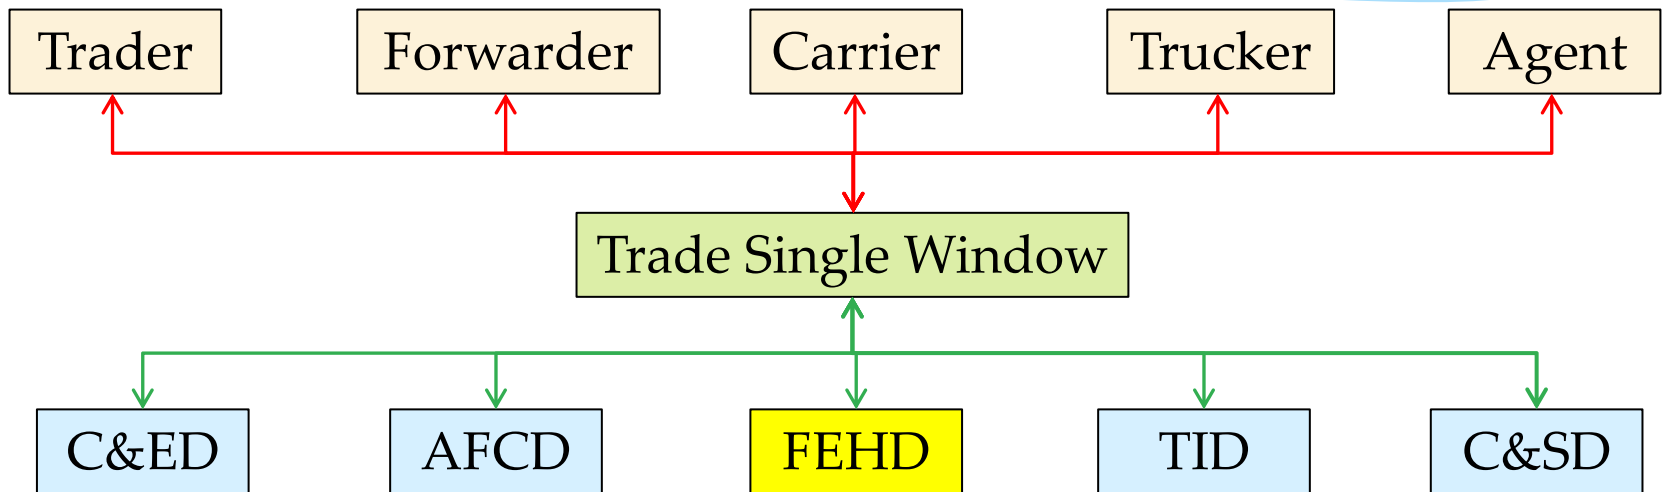 Trader
Forwarder
Carrier
Trucker
Agent
Trade Single Window
C&ED
AFCD
FEHD
TID
C&SD